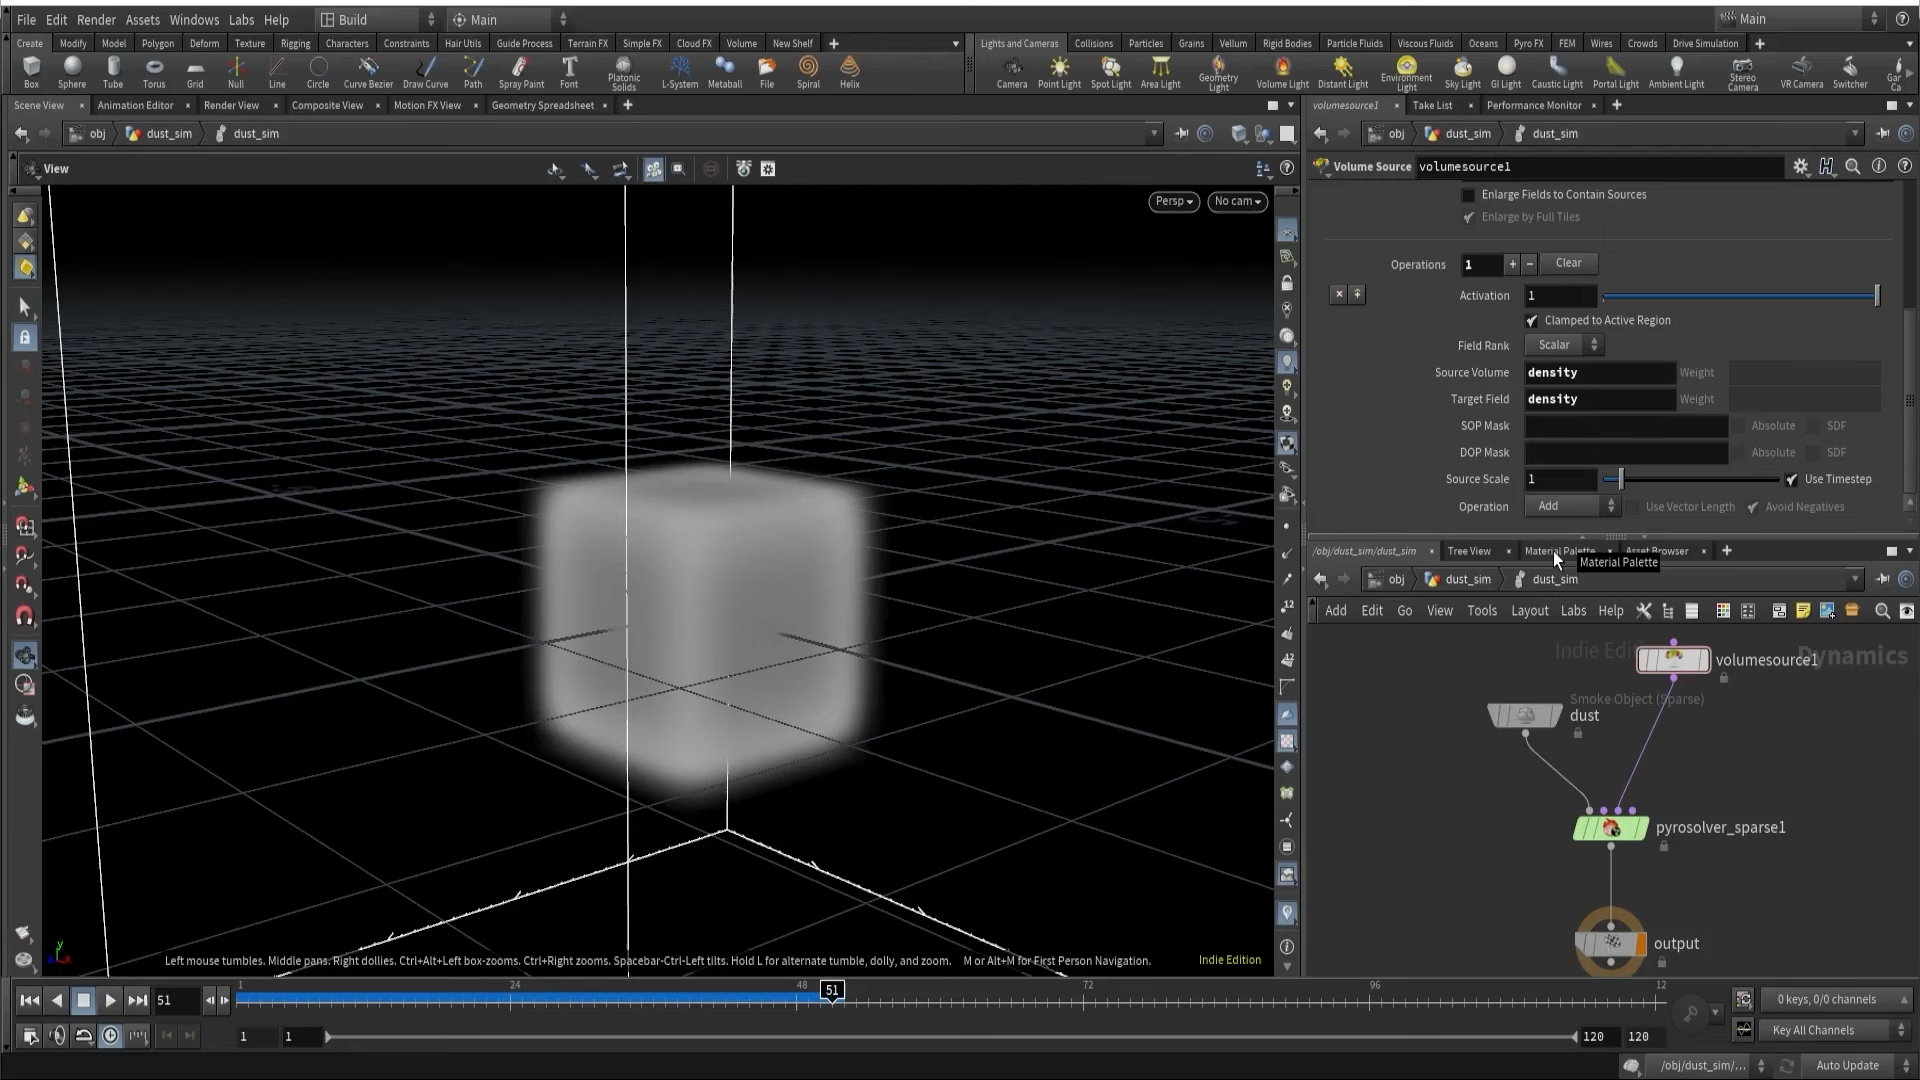 File Edit Render Assets Windows Labs Help Build Main Main
Create Modify Model Polygon Deform Texture Rigging Characters Constraints Hair Utils Guide Process Terrain FX Simple FX Cloud FX Volume New Shelf
Lights and Cameras Collisions Particles Grains Vellum Rigid Bodies Particle Fluids Viscous Fluids Oceans Pyro FX FEM Wires Crowds Drive Simulation
Box Sphere Tube Torus Grid Null Line Circle Curve Bezier Draw Curve Path Spray Paint Font Platonic Solids L-System Metaball File Spiral Helix
Camera Point Light Spot Light Area Light Geometry Light Volume Light Distant Light Environment Light Sky Light GI Light Caustic Light Portal Light Ambient Light Stereo Camera VR Camera Switcher Gar Ca
Scene View Animation Editor Render View Composite View Motion FX View Geometry Spreadsheet
volumesource1 Take List Performance Monitor
obj dust_sim dust_sim
obj dust_sim dust_sim
View
Persp No cam
Volume Source volumesource1
Enlarge Fields to Contain Sources
Enlarge by Full Tiles
Operations 1 + - Clear
Activation 1
Clamped to Active Region
Field Rank Scalar
Source Volume density Weight
Target Field density Weight
SOP Mask Absolute SDF
DOP Mask Absolute SDF
Source Scale 1 Use Timestep
Operation Add Use Vector Length Avoid Negatives
/obj/dust_sim/dust_sim Tree View Material Palette Asset Browser
Material Palette
obj dust_sim dust_sim
Add Edit Go View Tools Layout Labs Help
Indie Edi Dynamics
volumesource1
Smoke Object (Sparse)
dust
pyrosolver_sparse1
output
Left mouse tumbles. Middle pans. Right dollies. Ctrl+Alt+Left box-zooms. Ctrl+Right zooms. Spacebar-Ctrl-Left tilts. Hold L for alternate tumble, dolly, and zoom. M or Alt+M for First Person Navigation.
Indie Edition
y
x
12
12
51
1 24 48 51 72 96 12
0 keys, 0/0 channels
1 1 120 120
Key All Channels
/obj/dust_sim/... Auto Update